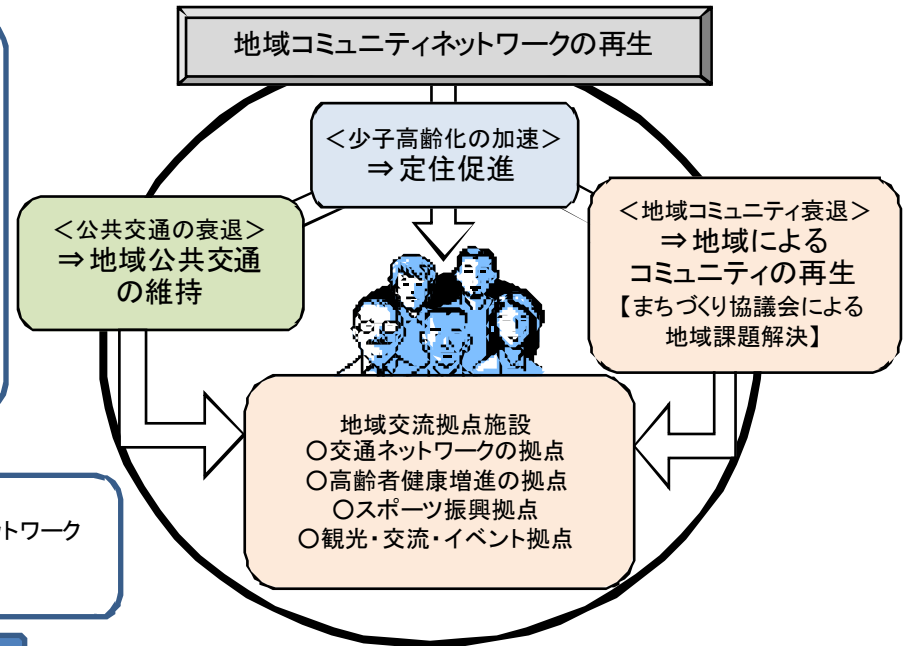 地域コミュニティネットワークの再生
＜少子高齢化の加速＞
⇒定住促進
＜公共交通の衰退＞
⇒地域公共交通
の維持
＜地域コミュニティ衰退＞
⇒地域による
コミュニティの再生
【まちづくり協議会による
地域課題解決】
地域交流拠点施設
○交通ネットワークの拠点
○高齢者健康増進の拠点
○スポーツ振興拠点
○観光・交流・イベント拠点
ットワーク